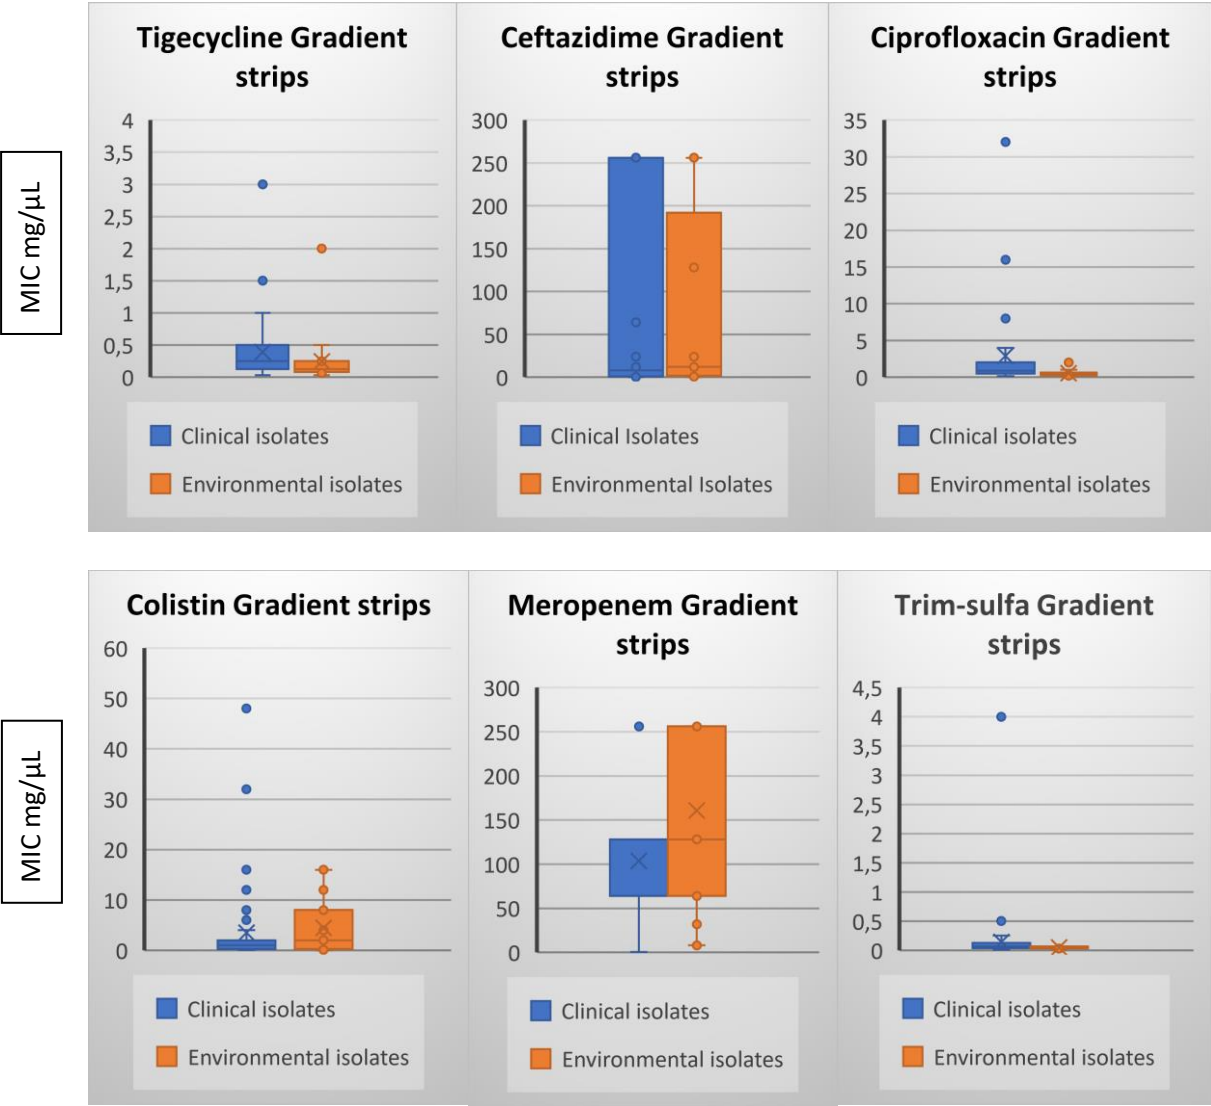 MIC mg/µL
Tigecycline Gradient
strips
4
3,5
3
2,5
2
1,5
1
0,5
0
Clinical isolates
Environmental isolates
Ceftazidime Gradient
strips
300
250
200
150
100
50
0
Clinical Isolates
Environmental Isolates
Ciprofloxacin Gradient
strips
35
30
25
20
15
10
5
0
Clinical isolates
Environmental isolates
MIC mg/µL
Colistin Gradient strips
60
50
40
30
20
10
0
Clinical isolates
Environmental isolates
Meropenem Gradient
strips
300
250
200
150
100
50
0
Clinical isolates
Environmental isolates
Trim-sulfa Gradient
strips
4,5
4
3,5
3
2,5
2
1,5
1
0,5
0
Clinical isolates
Environmental isolates